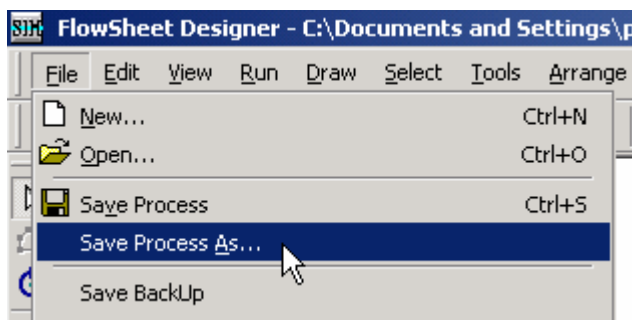 SIM FlowSheet Designer - C:\Documents and Settings\p
File Edit View Run Draw Select Tools Arrange
New... Ctrl+N
Open... Ctrl+O
Save Process Ctrl+S
Save Process As...
Save BackUp